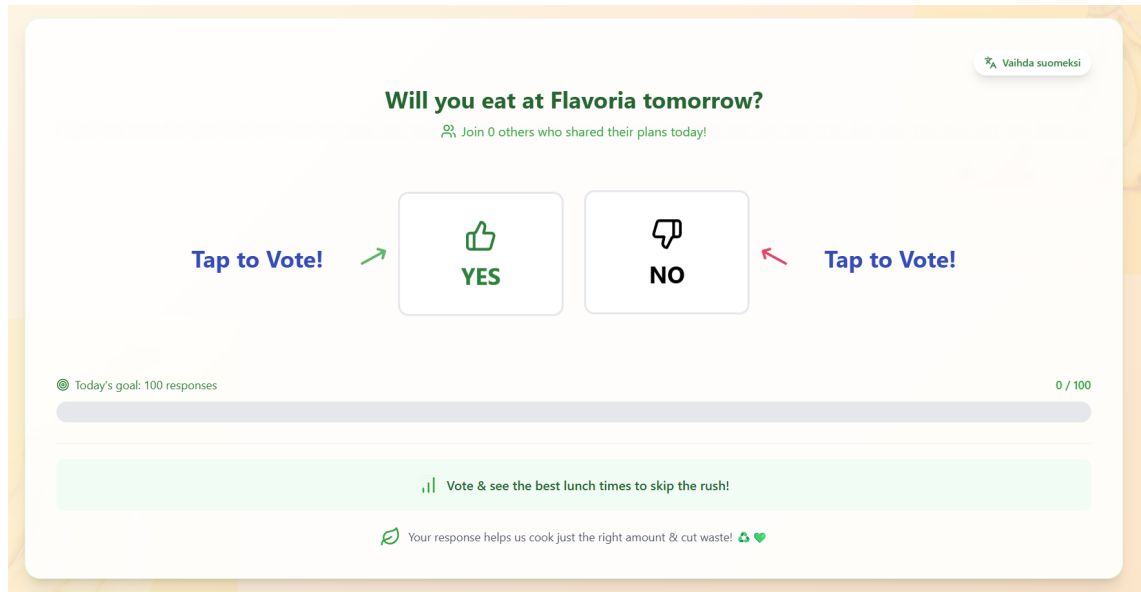 Vaihda suomeksi
Will you eat at Flavoria tomorrow?
Join 0 others who shared their plans today!
Tap to Vote!
YES
NO
Tap to Vote!
Today's goal: 100 responses
0 / 100
Vote & see the best lunch times to skip the rush!
Your response helps us cook just the right amount & cut waste! ♻️ 💚